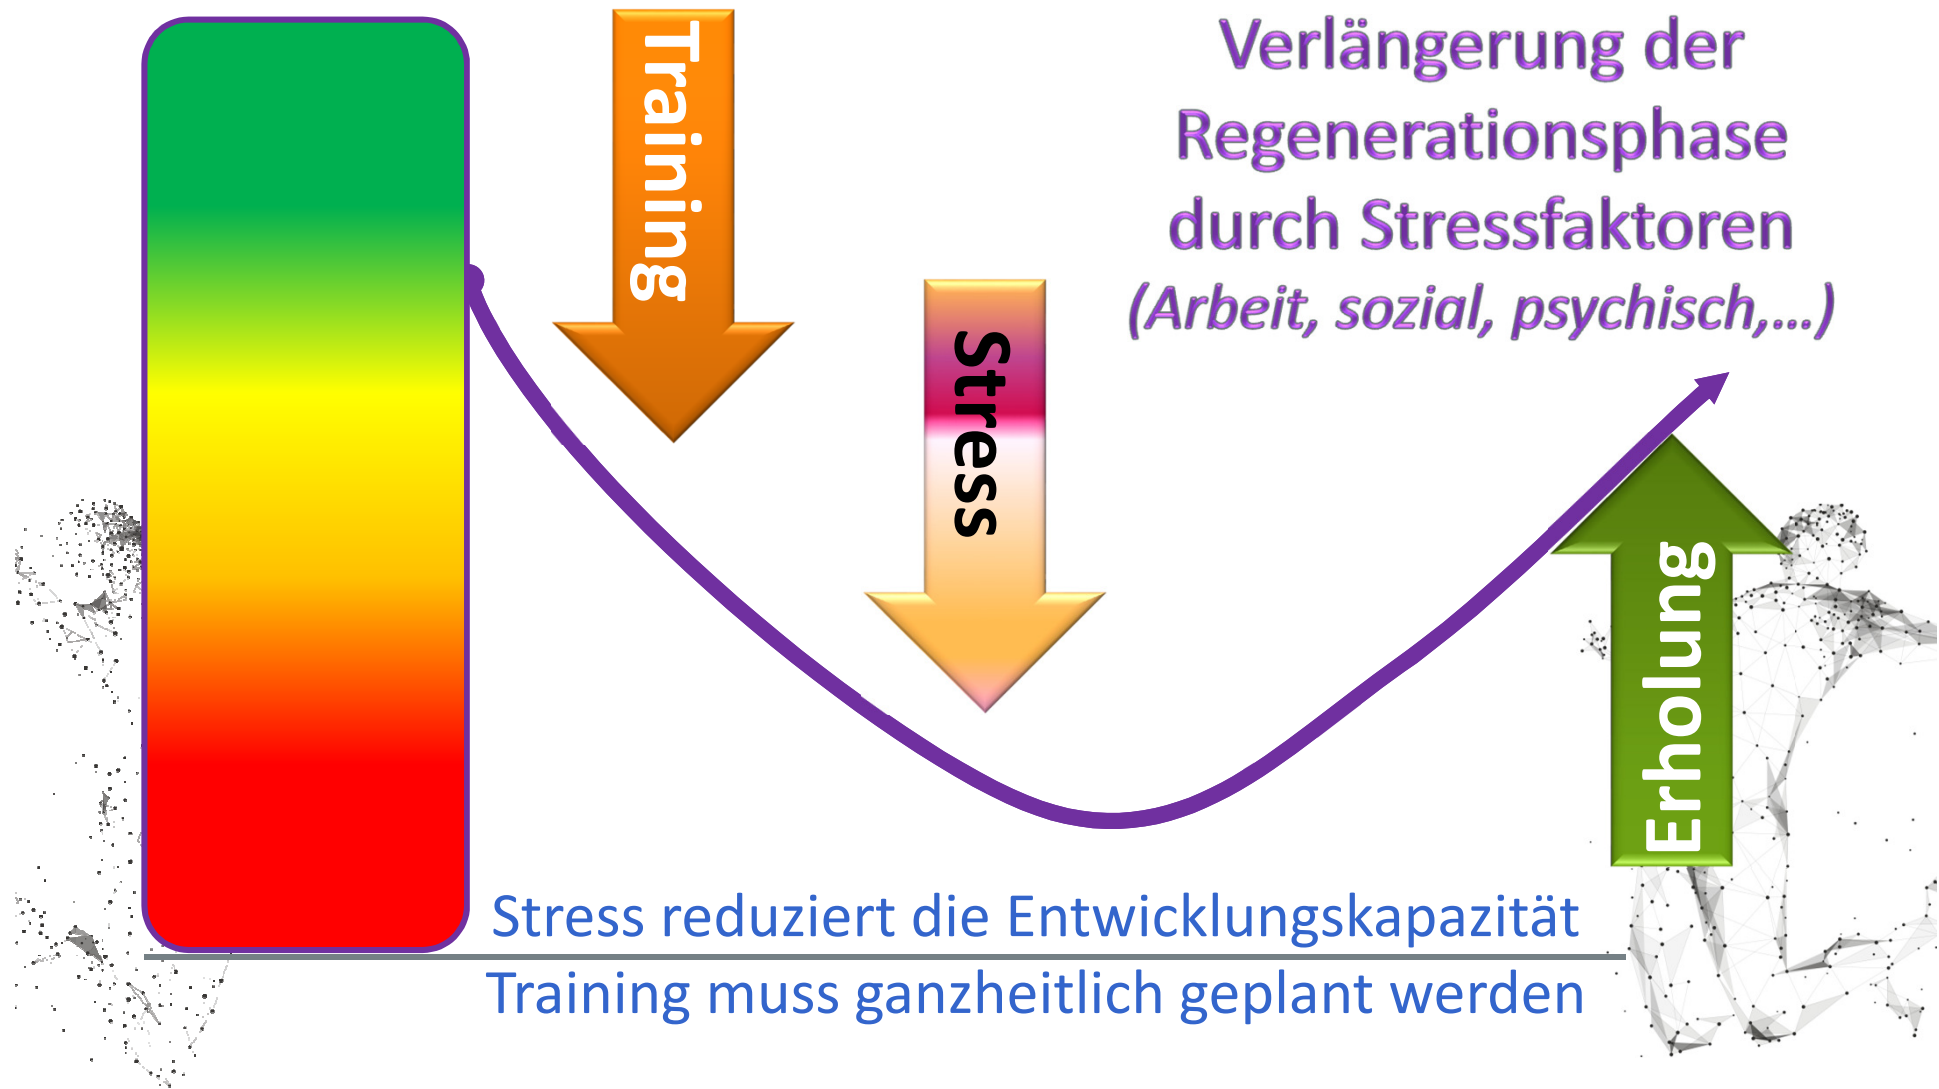 Training
Verlängerung der
Regenerationsphase
durch Stressfaktoren
(Arbeit, sozial, psychisch,...)
Stress
Erholung
Stress reduziert die Entwicklungskapazität
Training muss ganzheitlich geplant werden